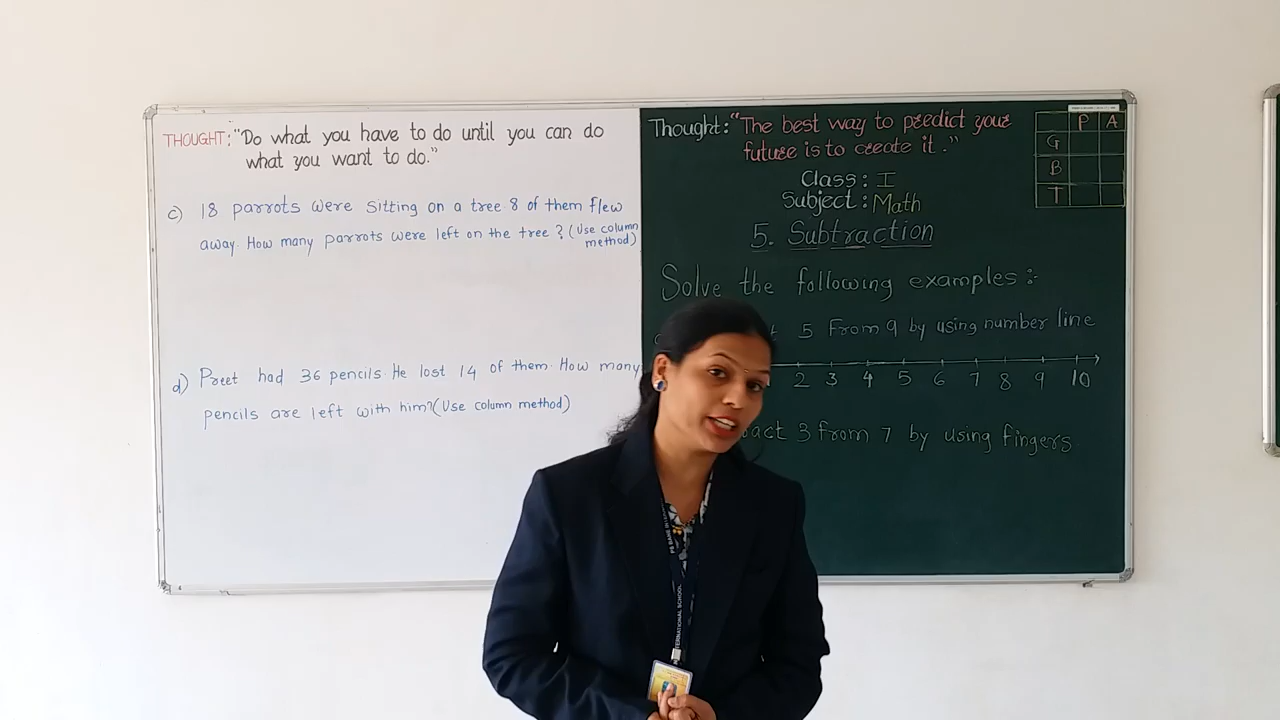 THOUGHT: "Do what you have to do until you can do
what you want to do."
c) 18 parrots were sitting on a tree 8 of them flew
away. How many parrots were left on the tree? (Use column
method)
d) Preet had 36 pencils. He lost 14 of them. How many
pencils are left with him? (Use column method)
Thought: "The best way to predict your
future is to create it."
Class: I
Subject: Math
5. Subtraction
Solve the following examples:-
5 From 9 by using number line
2 3 4 5 6 7 8 9 10
3 from 7 by using fingers
P A
G
B
T
INTERNATIONAL SCHOOL